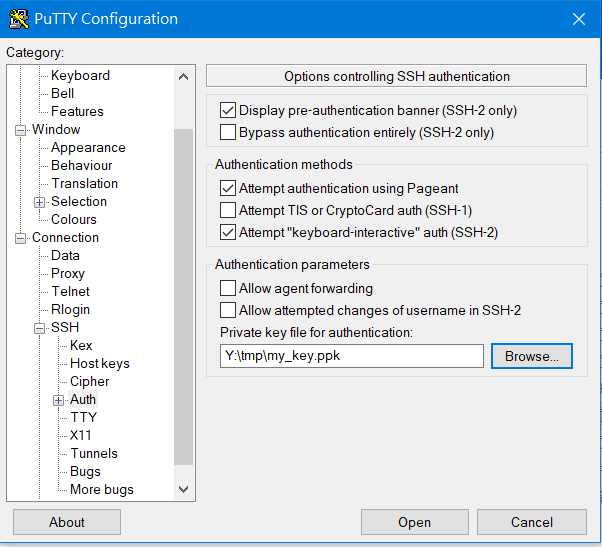 PuTTY Configuration
Category:
Keyboard
Bell
Features
Window
Appearance
Behaviour
Translation
Selection
Colours
Connection
Data
Proxy
Telnet
Rlogin
SSH
Kex
Host keys
Cipher
Auth
TTY
X11
Tunnels
Bugs
More bugs
Options controlling SSH authentication
Display pre-authentication banner (SSH-2 only)
Bypass authentication entirely (SSH-2 only)
Authentication methods
Attempt authentication using Pageant
Attempt TIS or CryptoCard auth (SSH-1)
Attempt "keyboard-interactive" auth (SSH-2)
Authentication parameters
Allow agent forwarding
Allow attempted changes of username in SSH-2
Private key file for authentication:
Y:\tmp\my_key.ppk
Browse...
About
Open
Cancel